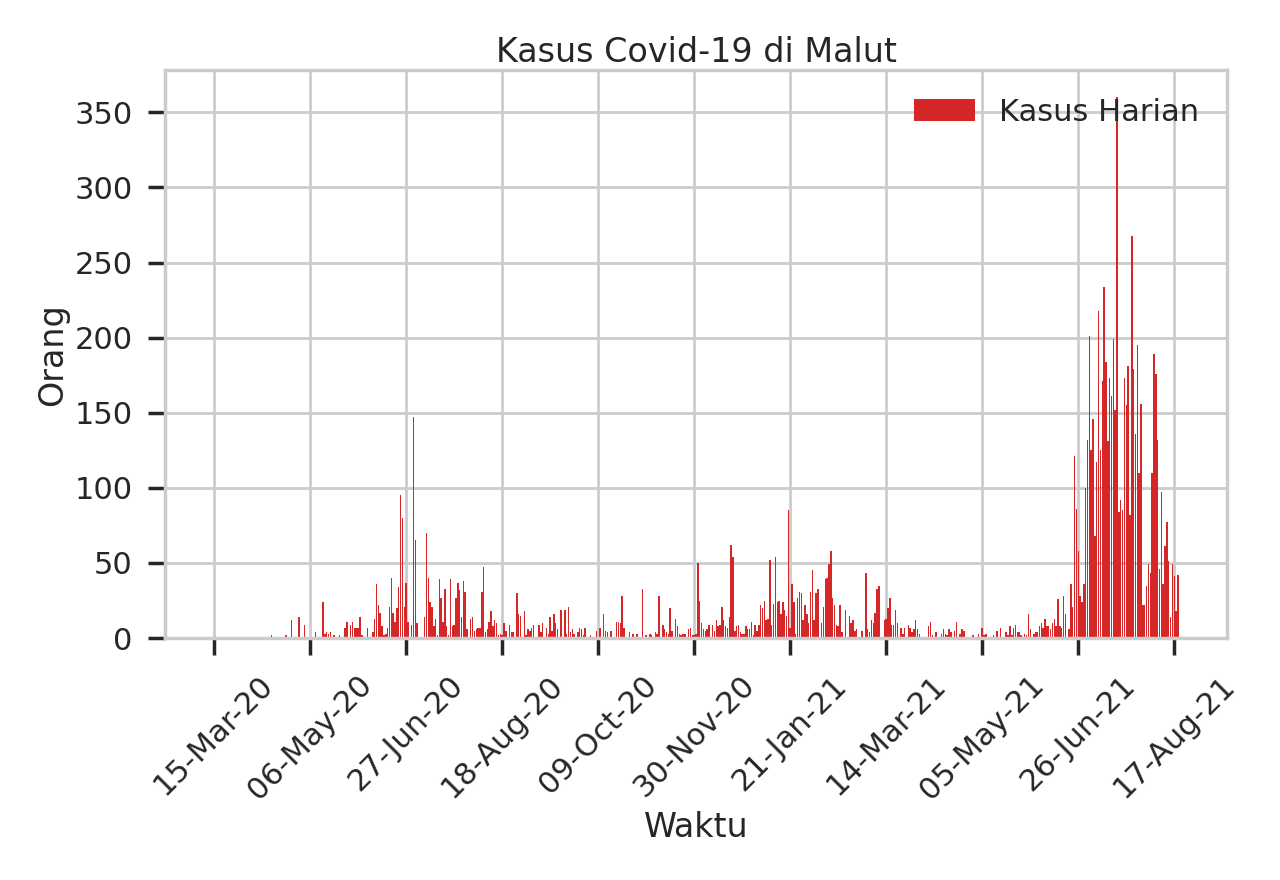 Kasus Covid-19 di Malut
Kasus Harian
Orang
350
300
250
200
150
100
50
0
15-Mar-20
06-May-20
27-Jun-20
18-Aug-20
09-Oct-20
30-Nov-20
21-Jan-21
14-Mar-21
05-May-21
26-Jun-21
17-Aug-21
Waktu